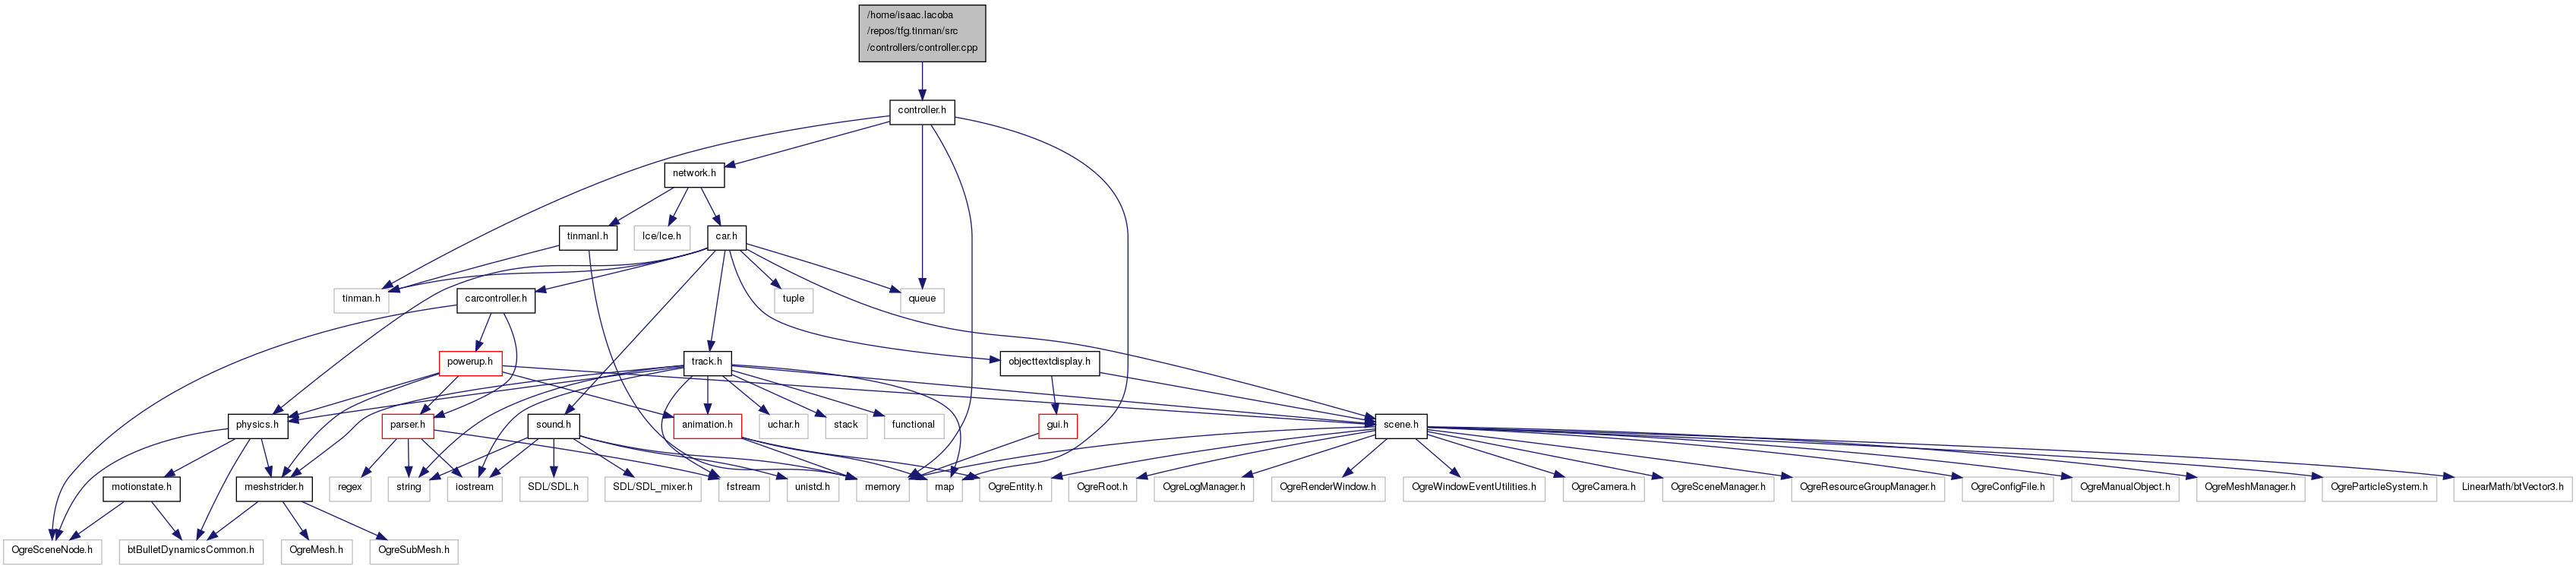 /home/isaac.lacoba
/repos/tfg.tinman/src
/controllers/controller.cpp
controller.h
network.h
tinmanI.h
Ice/Ice.h
car.h
tinman.h
carcontroller.h
tuple
queue
powerup.h
track.h
objecttextdisplay.h
physics.h
parser.h
sound.h
animation.h
uchar.h
stack
functional
gui.h
scene.h
motionstate.h
meshstrider.h
regex
string
iostream
SDL/SDL.h
SDL/SDL_mixer.h
fstream
unistd.h
memory
map
OgreEntity.h
OgreRoot.h
OgreLogManager.h
OgreRenderWindow.h
OgreWindowEventUtilities.h
OgreCamera.h
OgreSceneManager.h
OgreResourceGroupManager.h
OgreConfigFile.h
OgreManualObject.h
OgreMeshManager.h
OgreParticleSystem.h
LinearMath/btVector3.h
OgreSceneNode.h
btBulletDynamicsCommon.h
OgreMesh.h
OgreSubMesh.h